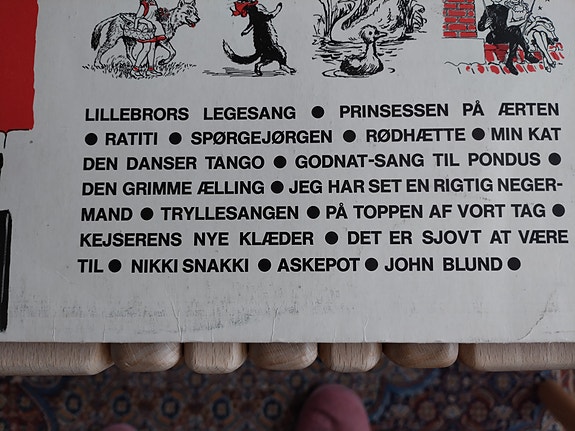 LILLEBRORS LEGESANG ● PRINSESSEN PÅ ÆRTEN
● RATITI ● SPØRGEJØRGEN ● RØDHÆTTE ● MIN KAT
DEN DANSER TANGO ● GODNAT-SANG TIL PONDUS ●
DEN GRIMME ÆLLING ● JEG HAR SET EN RIGTIG NEGER-
MAND ● TRYLLESANGEN ● PÅ TOPPEN AF VORT TAG ●
KEJSERENS NYE KLÆDER ● DET ER SJOVT AT VÆRE
TIL ● NIKKI SNAKKI ● ASKEPOT ● JOHN BLUND ●